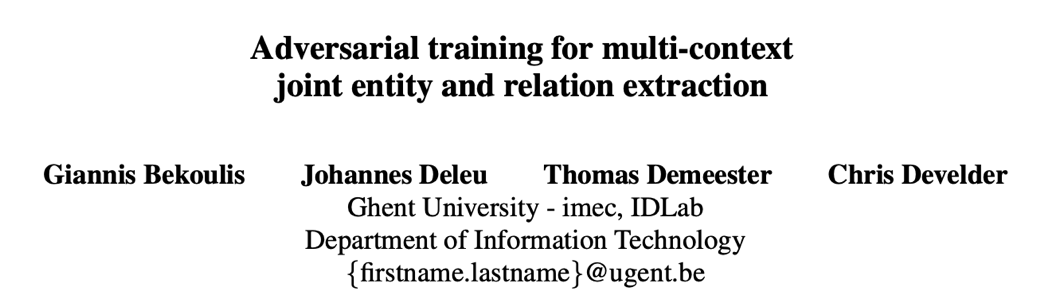 Adversarial training for multi-context
joint entity and relation extraction
Giannis Bekoulis Johannes Deleu Thomas Demeester Chris Develder
Ghent University - imec, IDLab
Department of Information Technology
{firstname.lastname}@ugent.be